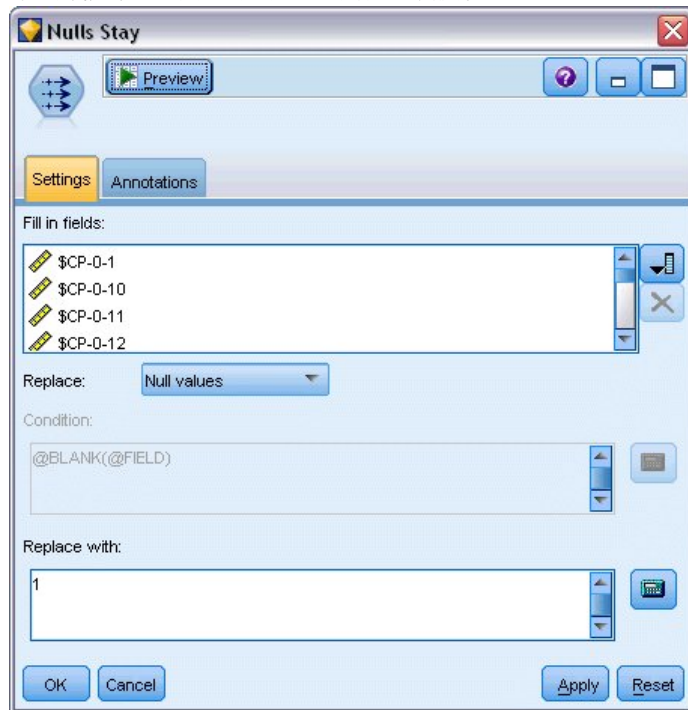 Nulls Stay
Preview
Settings Annotations
Fill in fields:
$CP-0-1
$CP-0-10
$CP-0-11
$CP-0-12
Replace: Null values
Condition:
@BLANK(@FIELD)
Replace with:
1
OK Cancel Apply Reset